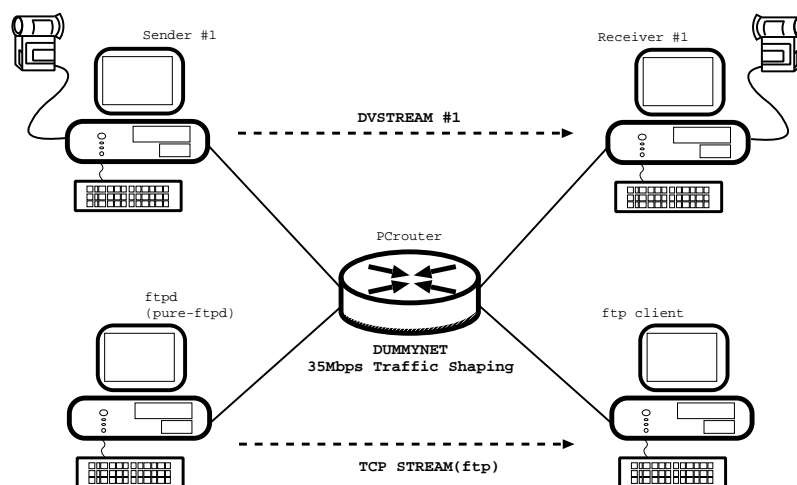 Sender #1
Receiver #1
DVSTREAM #1
PCrouter
ftpd
(pure-ftpd)
ftp client
DUMMYNET
35Mbps Traffic Shaping
TCP STREAM(ftp)